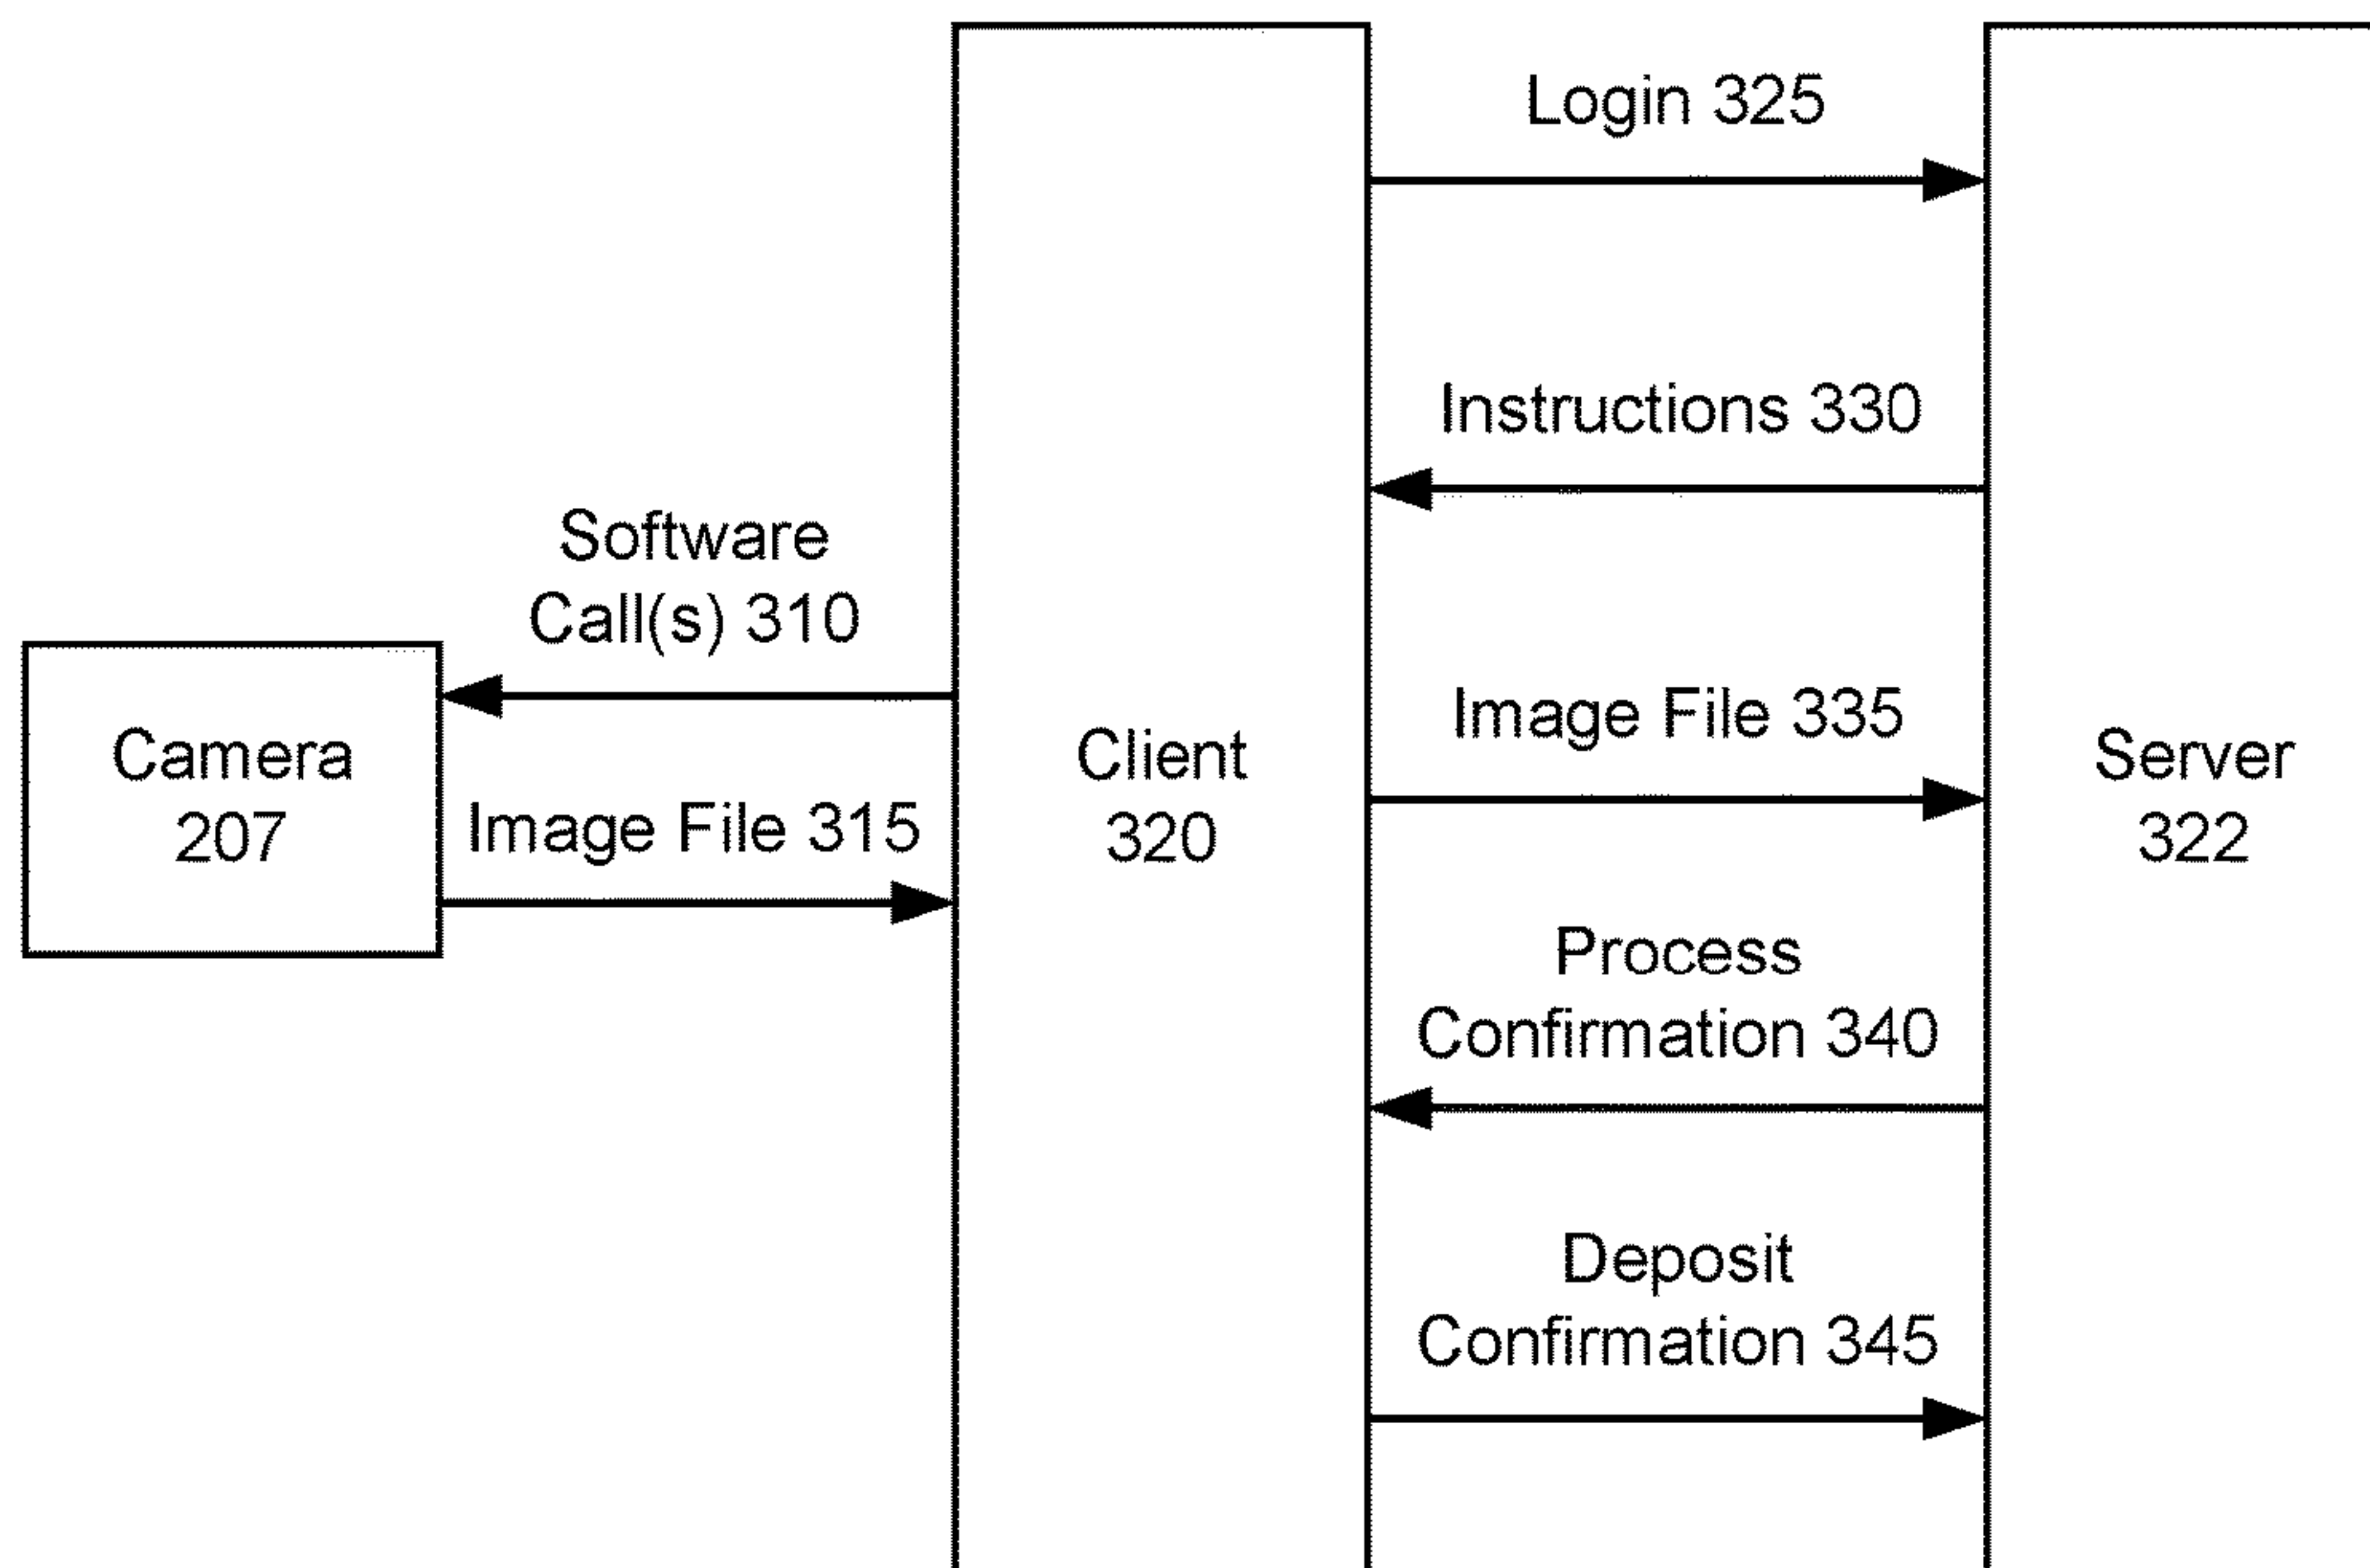 Login 325
Instructions 330
Software
Call(s) 310
Camera
207
Image File 315
Client
320
Image File 335
Server
322
Process
Confirmation 340
Deposit
Confirmation 345